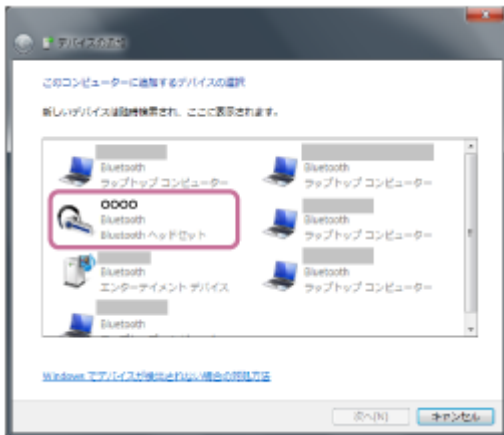 デバイスの追加
このコンピューターに追加するデバイスの選択
新しいデバイスは随時検索され、ここに表示されます。
Bluetooth
ラップトップ コンピューター
Bluetooth
ラップトップ コンピューター
OOOO
Bluetooth
Bluetooth ヘッドセット
Bluetooth
ラップトップ コンピューター
Bluetooth
エンターテイメント デバイス
Bluetooth
ラップトップ コンピューター
Bluetooth
Windows でデバイスが検出されない場合の対処方法
次へ(N)
キャンセル